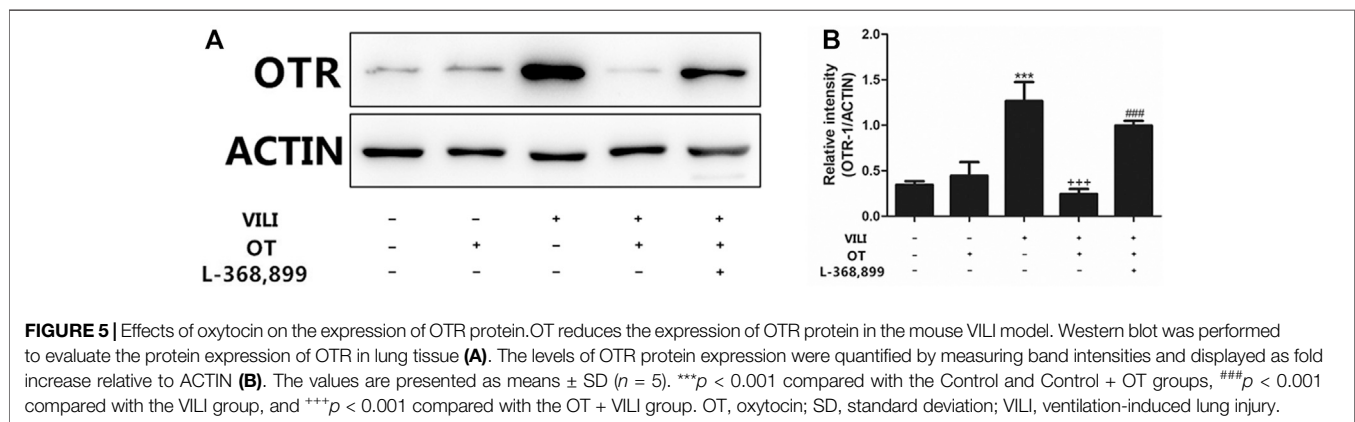 A
OTR
ACTIN
VILI - - + + +
OT - + - + +
L-368,899 - - - - +
B
Relative intensity
(OTR-1/ACTIN)
2.0
1.5
1.0
0.5
0.0
***
+++
###
VILI - - + + +
OT - + - + +
L-368,899 - - - - +
FIGURE 5 | Effects of oxytocin on the expression of OTR protein.OT reduces the expression of OTR protein in the mouse VILI model. Western blot was performed
to evaluate the protein expression of OTR in lung tissue (A). The levels of OTR protein expression were quantified by measuring band intensities and displayed as fold
increase relative to ACTIN (B). The values are presented as means ± SD (n = 5). ***p < 0.001 compared with the Control and Control + OT groups, ###p < 0.001
compared with the VILI group, and +++p < 0.001 compared with the OT + VILI group. OT, oxytocin; SD, standard deviation; VILI, ventilation-induced lung injury.